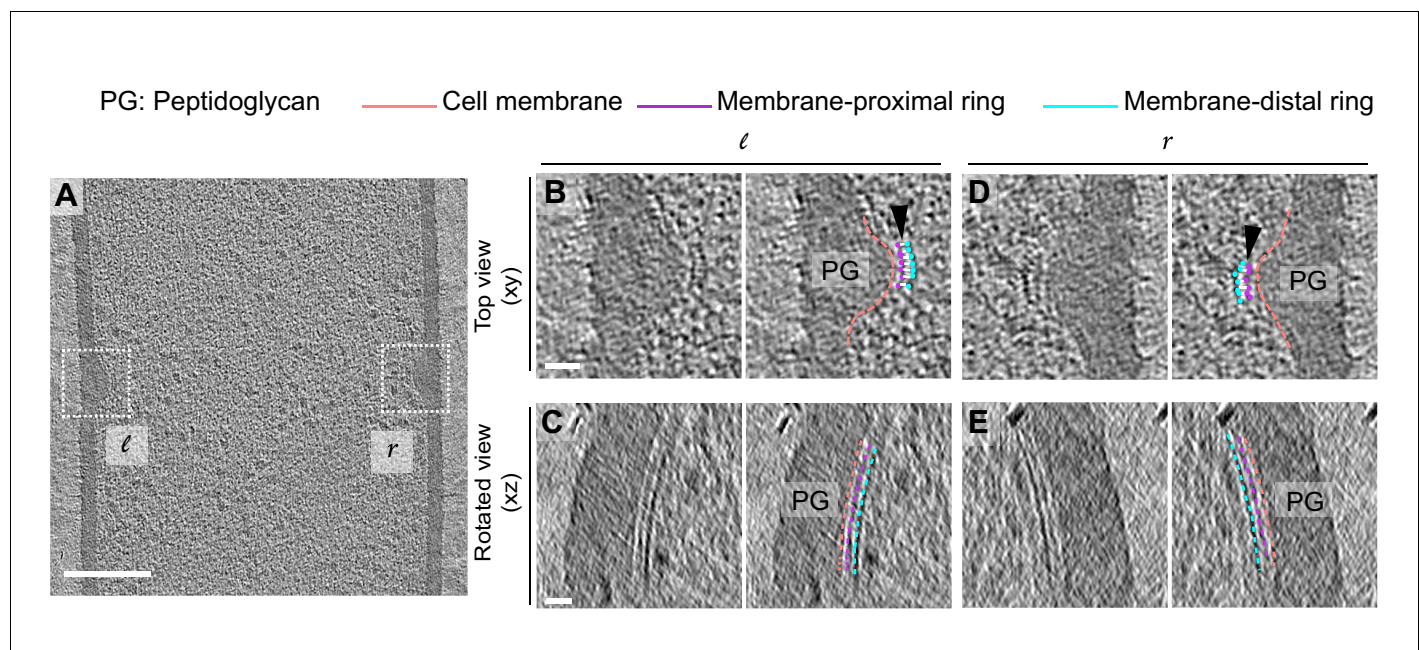 PG: Peptidoglycan Cell membrane Membrane-proximal ring Membrane-distal ring
ℓ r
A
ℓ r
Top view
(xy)
B PG D PG
Rotated view
(xz)
C PG E PG